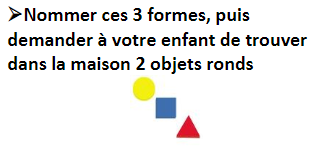 ➢Nommer ces 3 formes, puis
demander à votre enfant de trouver
dans la maison 2 objets ronds